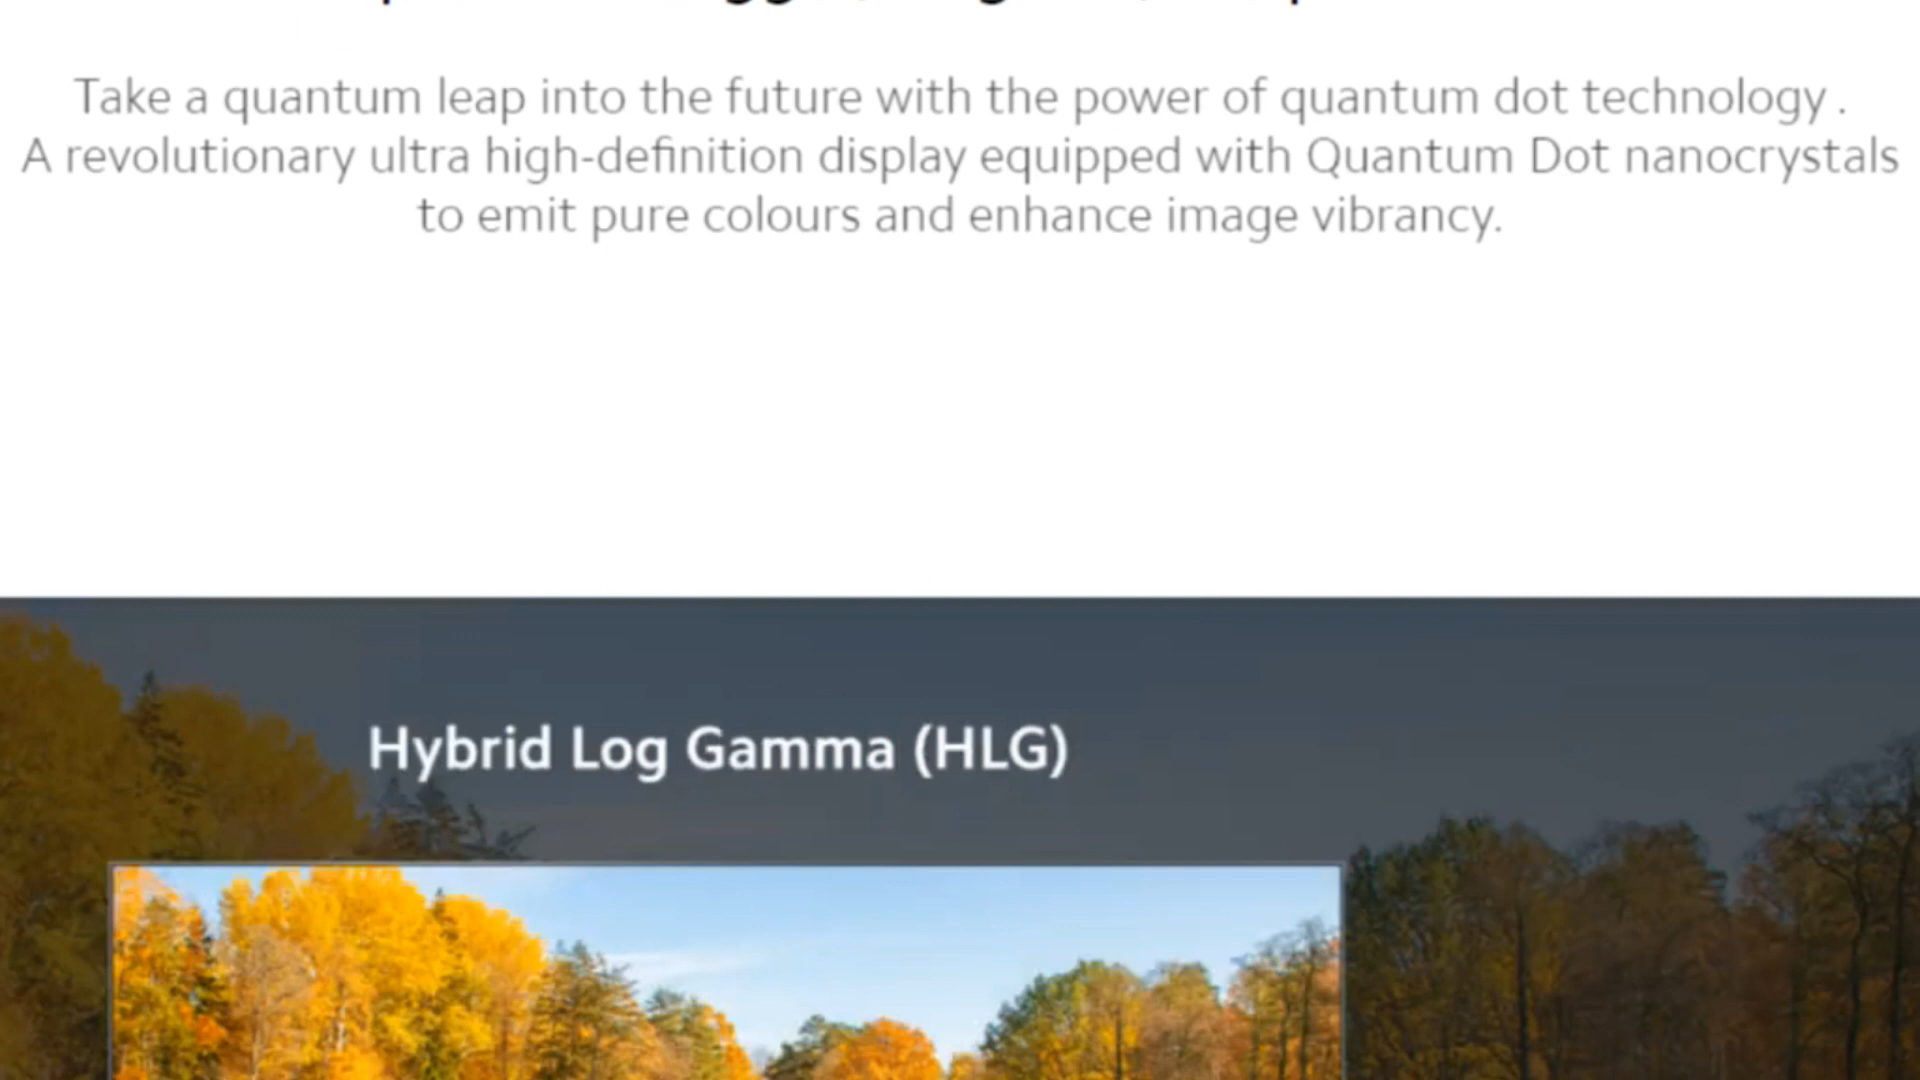 Take a quantum leap into the future with the power of quantum dot technology .
A revolutionary ultra high-definition display equipped with Quantum Dot nanocrystals
to emit pure colours and enhance image vibrancy.
Hybrid Log Gamma (HLG)